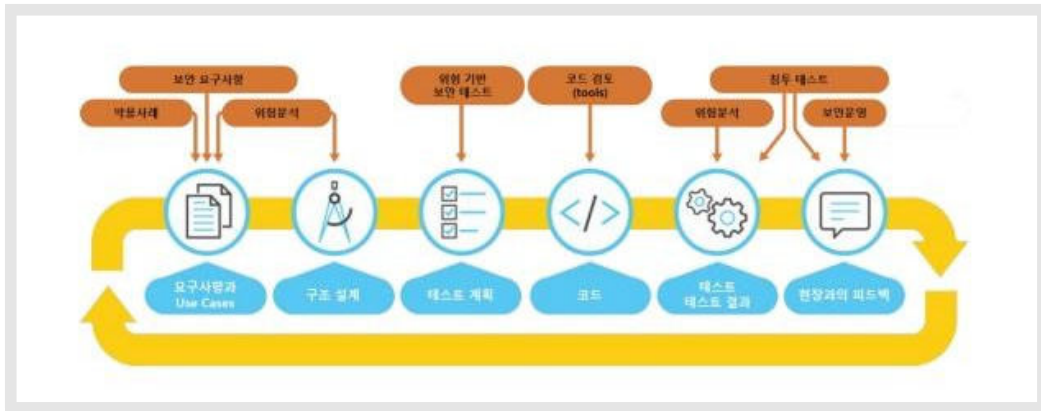 보안 요구사항
위험 기반
보안 테스트
코드 검토
(tools)
침투 테스트
악용사례
위험분석
위험분석
보안운영
</>
요구사항과
Use Cases
구조 설계
테스트 계획
코드
테스트
테스트 결과
현장과의 피드백